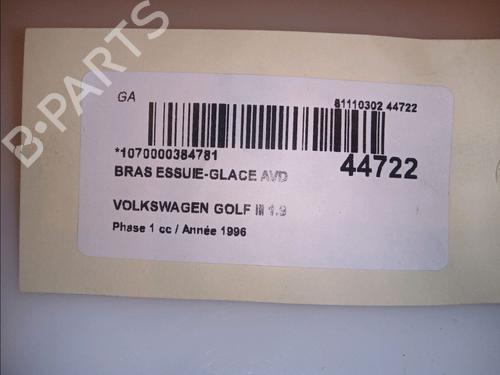 B-PARTS
GA
81110302 44722
*1070000384781
44722
BRAS ESSUIE-GLACE AVD
VOLKSWAGEN GOLF III 1.9
Phase 1 cc / Année 1996